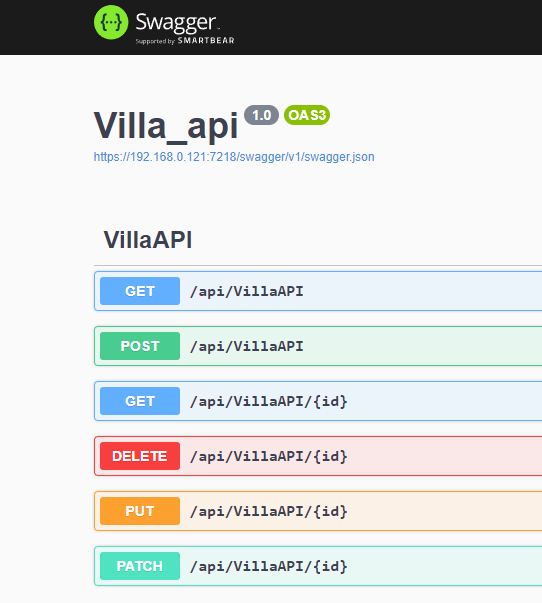 Swagger
Supported by SMARTBEAR
Villa_api 1.0 OAS3
https://192.168.0.121:7218/swagger/v1/swagger.json
VillaAPI
GET /api/VillaAPI
POST /api/VillaAPI
GET /api/VillaAPI/{id}
DELETE /api/VillaAPI/{id}
PUT /api/VillaAPI/{id}
PATCH /api/VillaAPI/{id}